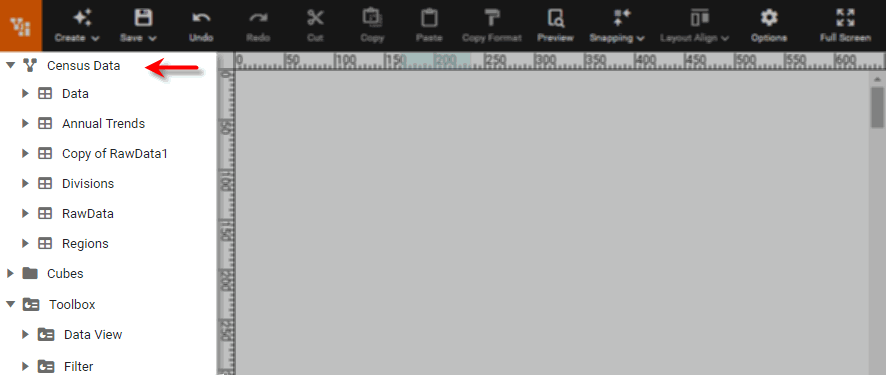 Create Save Undo Redo Cut Copy Paste Copy Format Preview Snapping Layout Align Options Full Screen
Census Data
0 50 100 150 200 250 300 350 400 450 500 550 600
Data
Annual Trends
Copy of RawData1
Divisions
RawData
Regions
Cubes
Toolbox
Data View
Filter
0
50
100
150
200
250